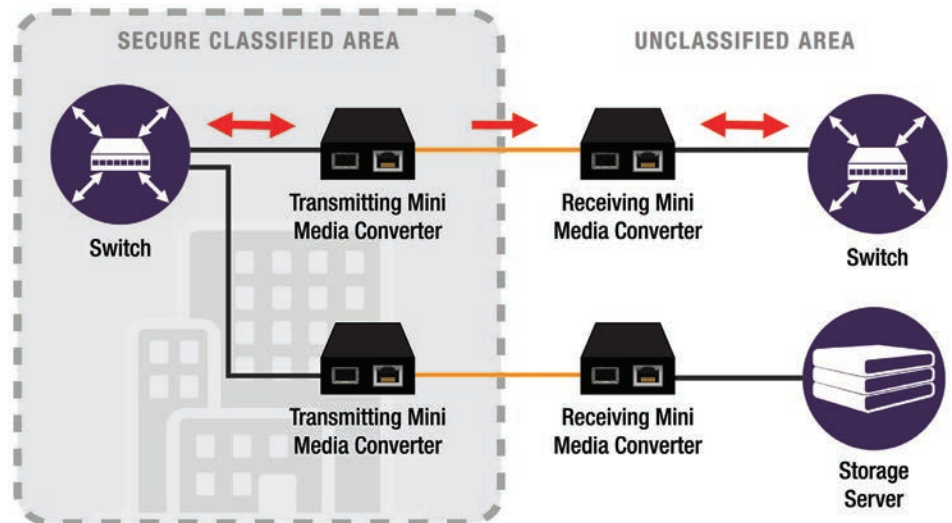 SECURE CLASSIFIED AREA
UNCLASSIFIED AREA
Transmitting Mini
Media Converter
Receiving Mini
Media Converter
Switch
Switch
Transmitting Mini
Media Converter
Receiving Mini
Media Converter
Storage
Server